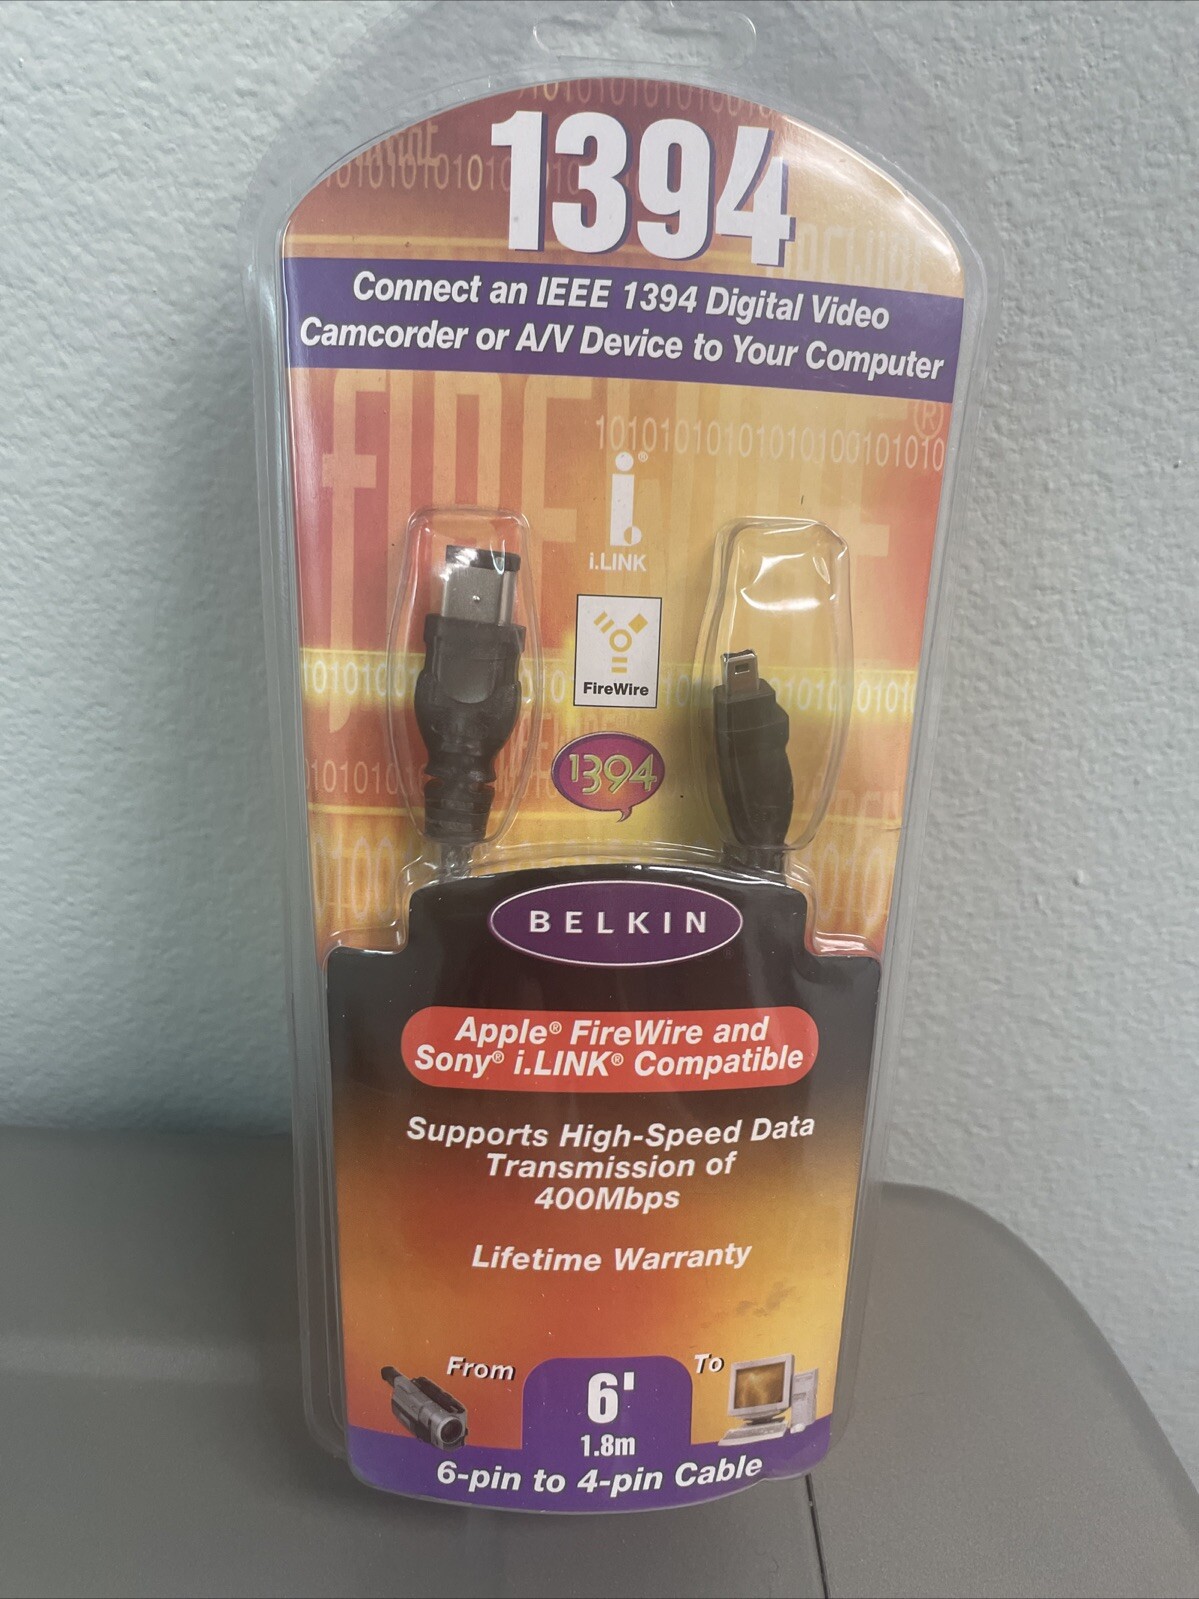 1394
Connect an IEEE 1394 Digital Video
Camcorder or A/V Device to Your Computer
101010101010101001010101010
i.®
i.LINK
FireWire
1394
BELKIN
Apple® FireWire and
Sony® i.LINK® Compatible
Supports High-Speed Data
Transmission of
400Mbps
Lifetime Warranty
From
To
6'
1.8m
6-pin to 4-pin Cable